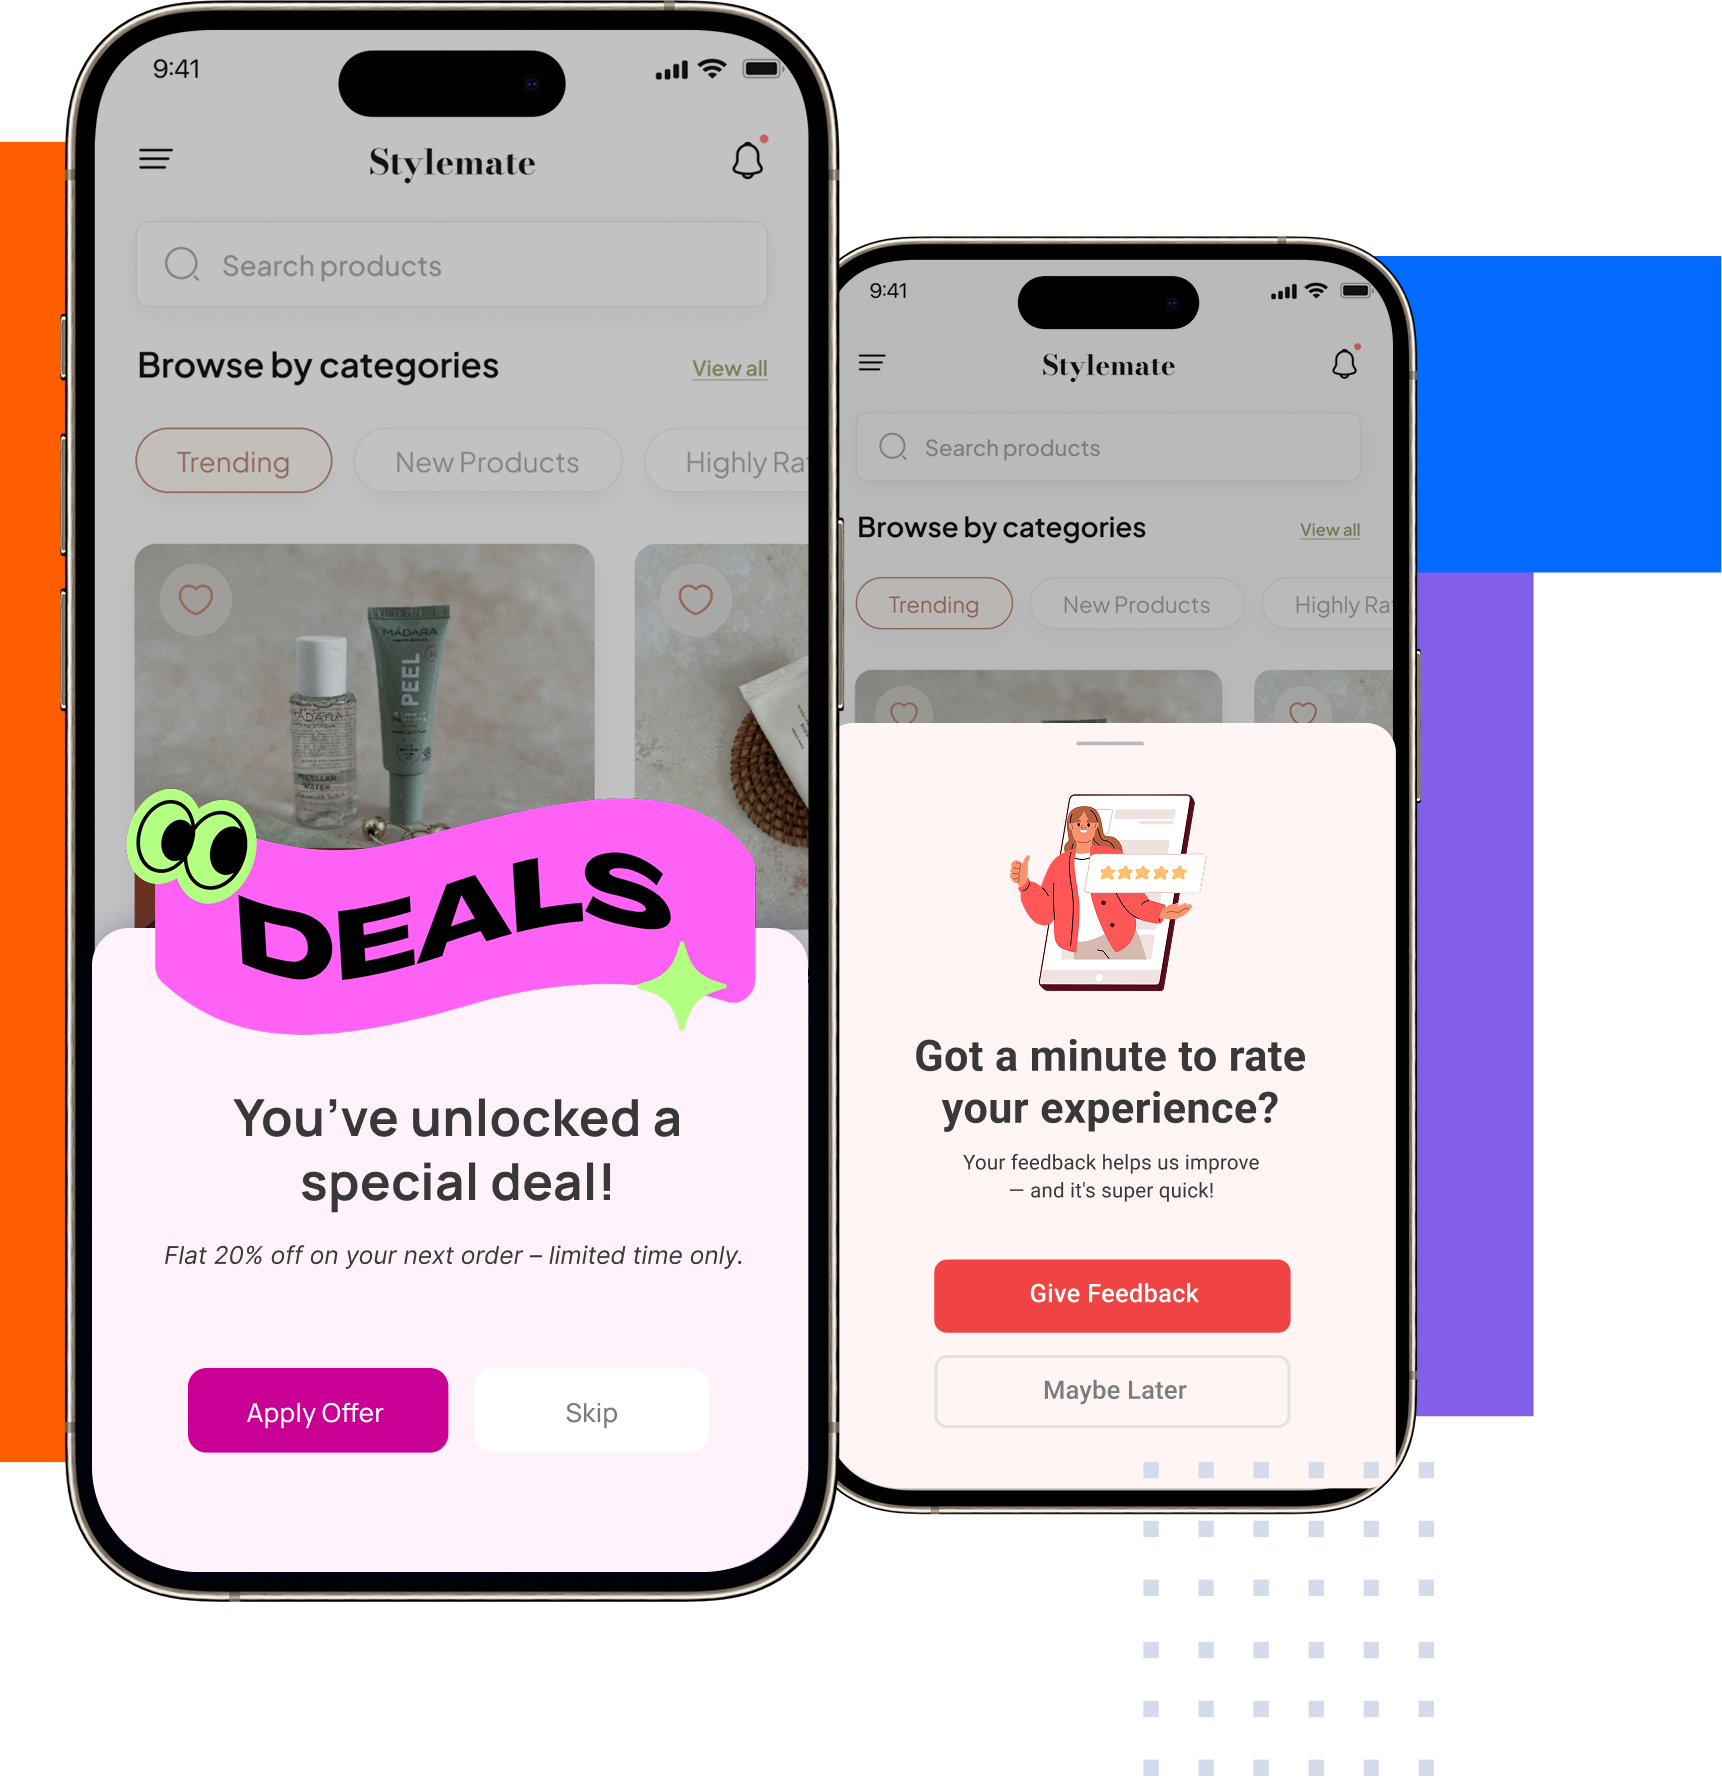 9:41
Stylemate
Search products
Browse by categories
View all
Trending
New Products
Highly Ra
MÁDARA
PEEL
MÁDARA
MICELLAR
WATER
DEALS
You've unlocked a
special deal!
Flat 20% off on your next order – limited time only.
Apply Offer
Skip
9:41
Stylemate
Search products
Browse by categories
View all
Trending
New Products
Highly Ra
Got a minute to rate
your experience?
Your feedback helps us improve
– and it's super quick!
Give Feedback
Maybe Later